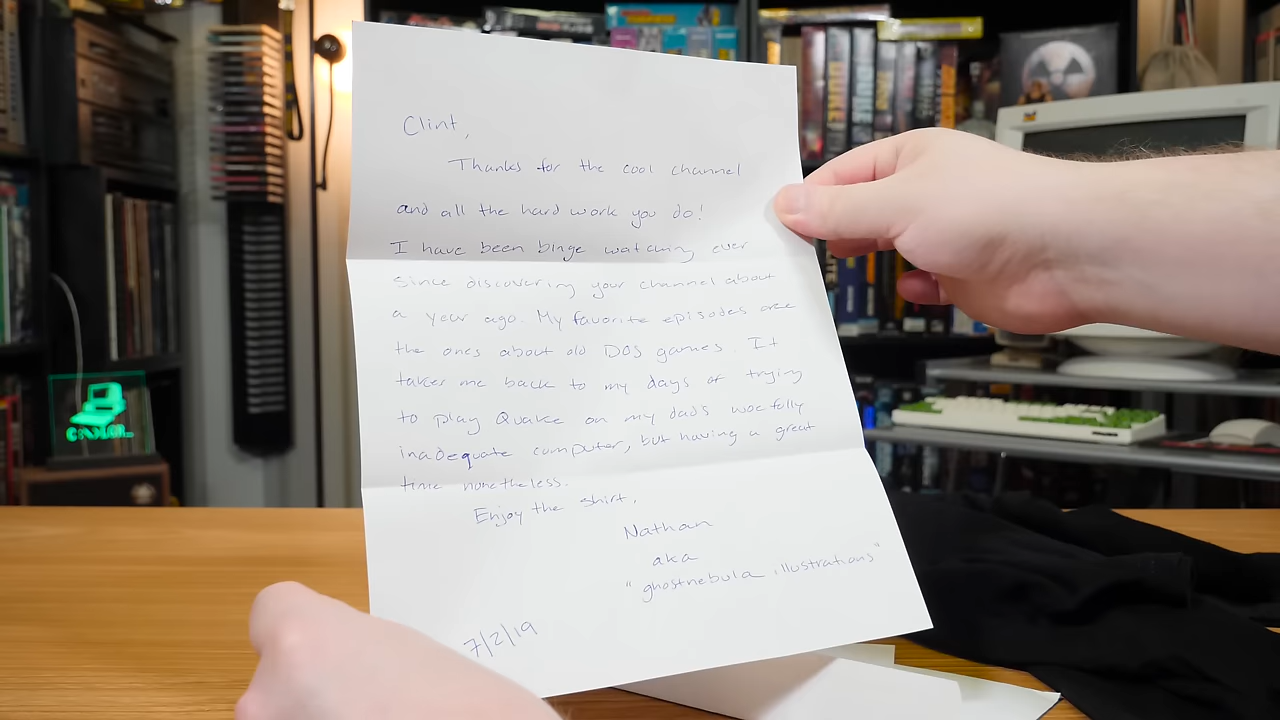 Clint,
Thanks for the cool channel
and all the hard work you do!
I have been binge watching ever
since discovering your channel about
a year ago. My favorite episodes are
the ones about old DOS games. It
takes me back to my days of trying
to play Quake on my dad's woefully
inadequate computer, but having a great
time nonetheless.
Enjoy the shirt,
Nathan
aka
"ghostnebula illustrations"
7/2/19